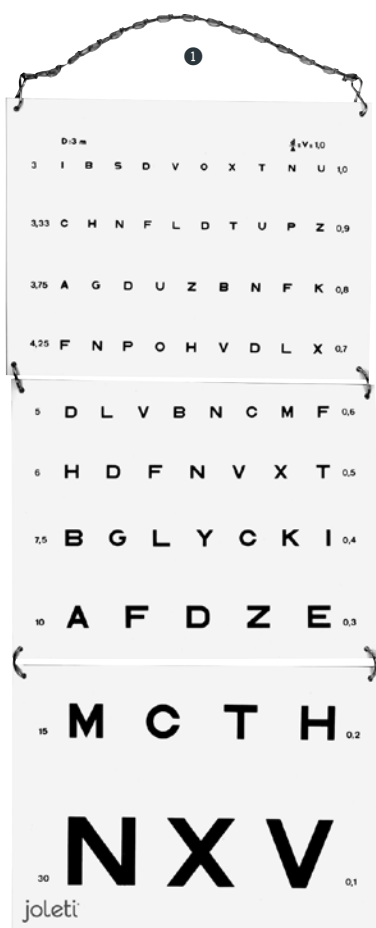 1
D=3 m d/D=V=1,0
3 I B S D V O X T N U 1,0
3,33 C H N F L D T U P Z 0,9
3,75 A G D U Z B N F K 0,8
4,25 F N P O H V D L X 0,7
5 D L V B N C M F 0,6
6 H D F N V X T 0,5
7,5 B G L Y C K I 0,4
10 A F D Z E 0,3
15 M C T H 0,2
30 N X V 0,1
joleti